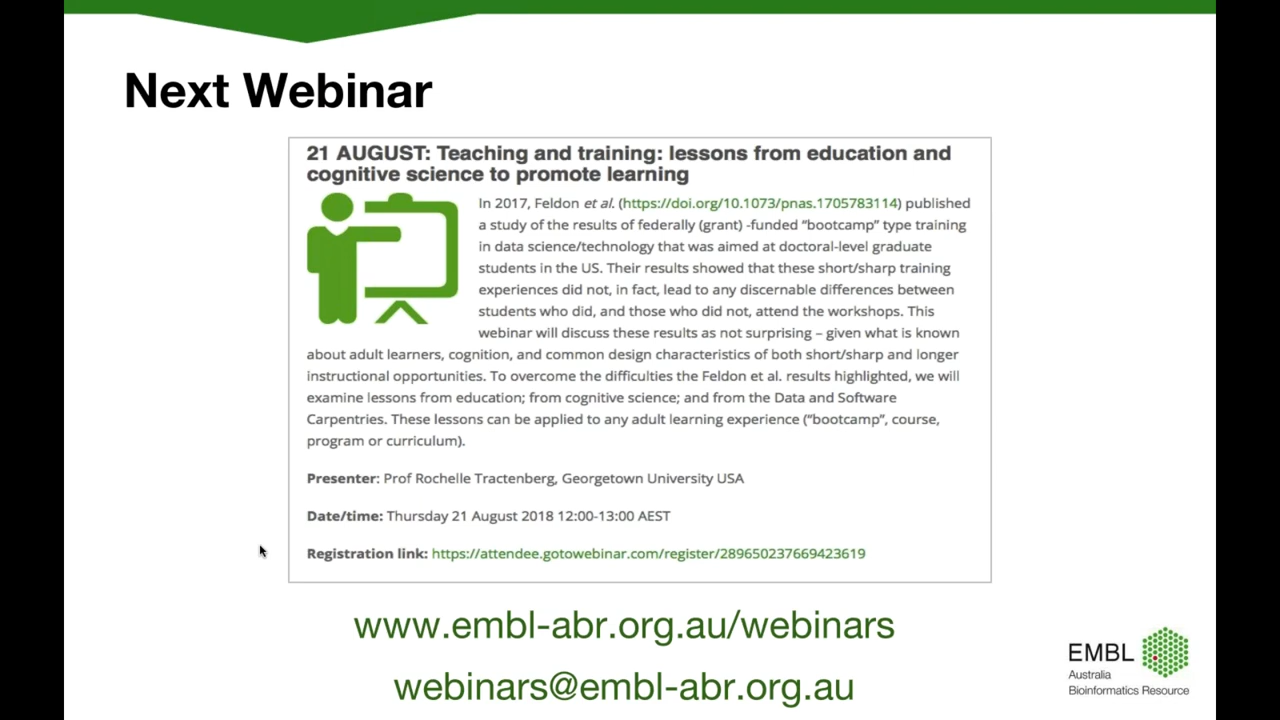 Next Webinar
21 AUGUST: Teaching and training: lessons from education and
cognitive science to promote learning
In 2017, Feldon et al. (https://doi.org/10.1073/pnas.1705783114) published
a study of the results of federally (grant) -funded “bootcamp” type training
in data science/technology that was aimed at doctoral-level graduate
students in the US. Their results showed that these short/sharp training
experiences did not, in fact, lead to any discernable differences between
students who did, and those who did not, attend the workshops. This
webinar will discuss these results as not surprising – given what is known
about adult learners, cognition, and common design characteristics of both short/sharp and longer
instructional opportunities. To overcome the difficulties the Feldon et al. results highlighted, we will
examine lessons from education; from cognitive science; and from the Data and Software
Carpentries. These lessons can be applied to any adult learning experience (“bootcamp”, course,
program or curriculum).
Presenter: Prof Rochelle Tractenberg, Georgetown University USA
Date/time: Thursday 21 August 2018 12:00-13:00 AEST
Registration link: https://attendee.gotowebinar.com/register/289650237669423619
www.embl-abr.org.au/webinars
webinars@embl-abr.org.au
EMBL
Australia
Bioinformatics Resource